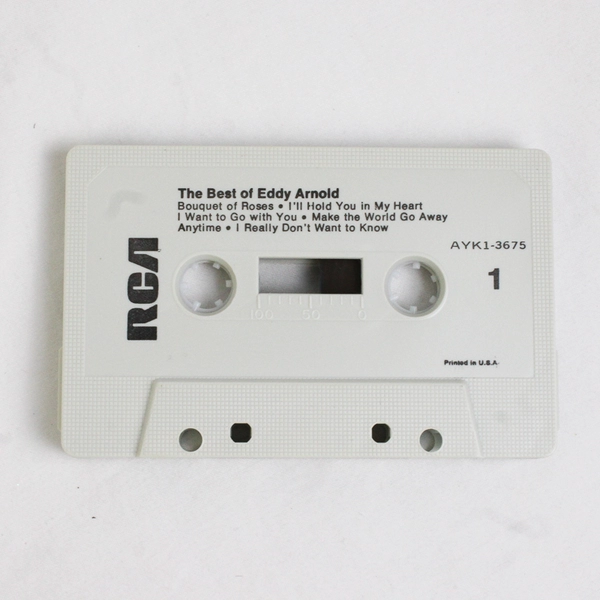 The Best of Eddy Arnold
Bouquet of Roses • I'll Hold You in My Heart
I Want to Go with You • Make the World Go Away
Anytime • I Really Don't Want to Know
AYK1-3675
RCA
1
100 50 0
Printed in U.S.A.